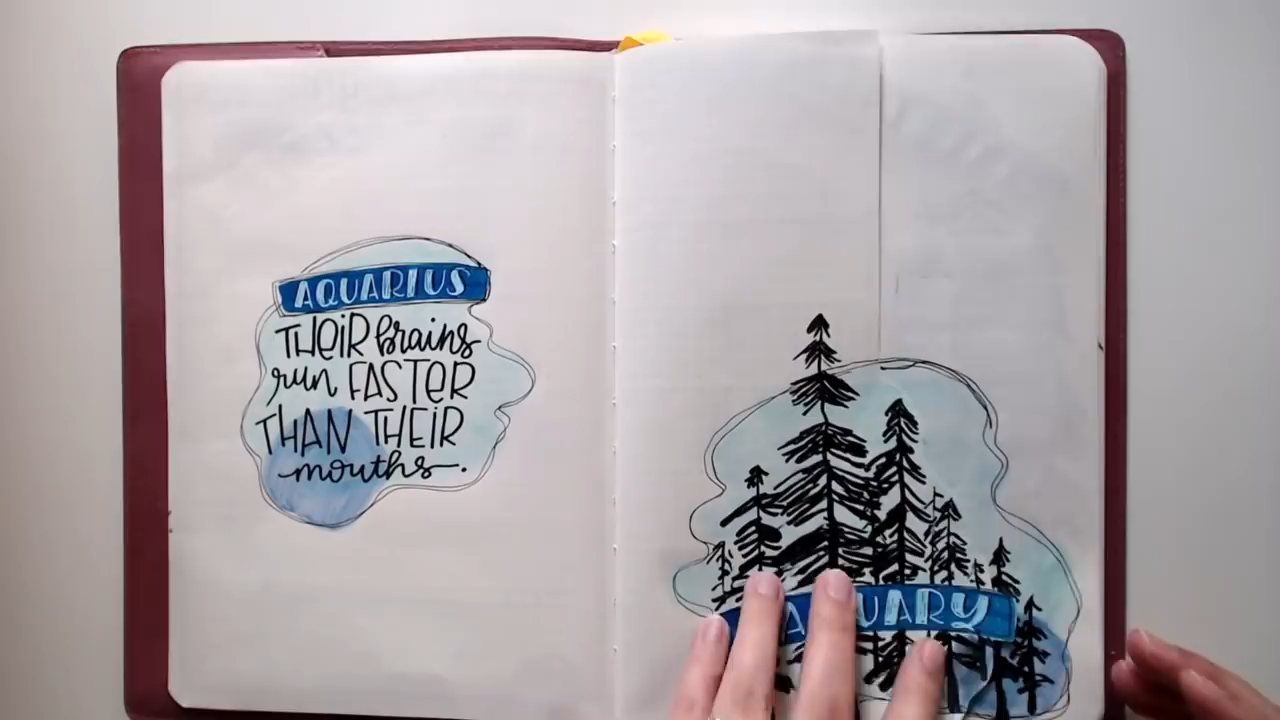 AQUARIUS
THEIR brains
run FASTER
THAN THEIR
mouths.